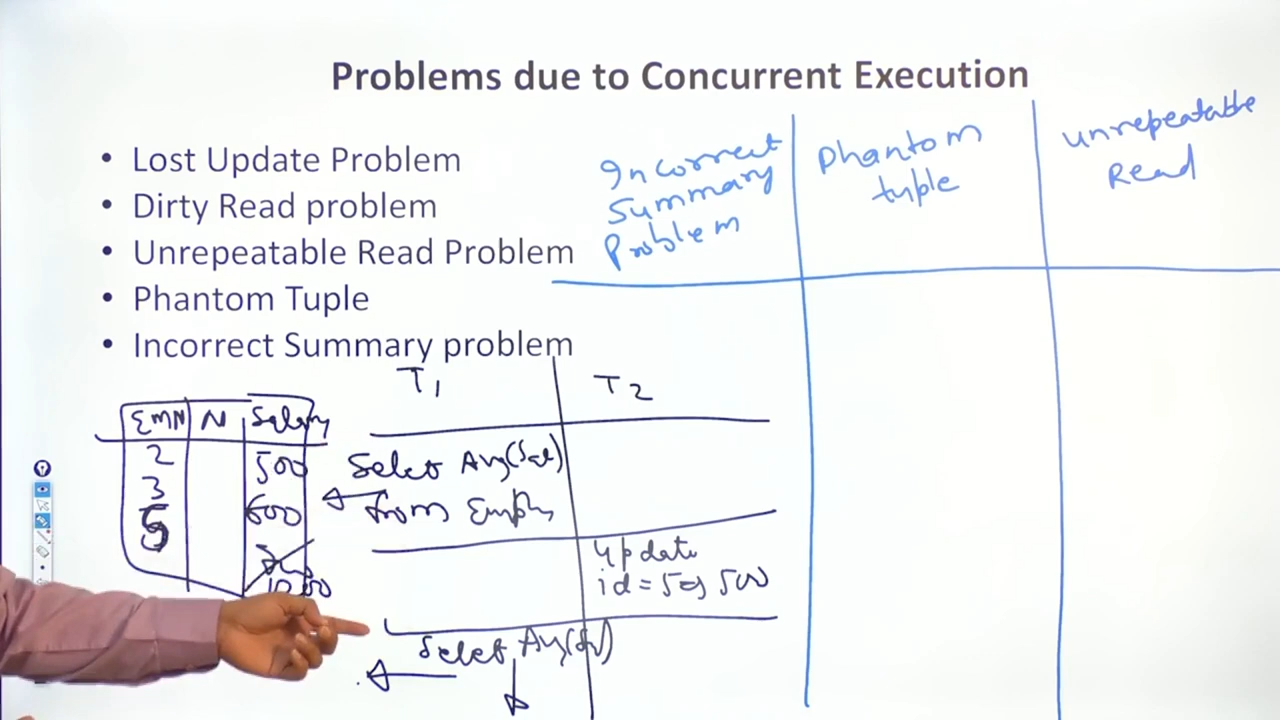 Problems due to Concurrent Execution
• Lost Update Problem
• Dirty Read problem
• Unrepeatable Read Problem
• Phantom Tuple
• Incorrect Summary problem
Incorrect
Summary
Problem
Phantom
tuple
unrepeatable
Read
T1
T2
EMN N Salary
2 500
3 600
5
1000
Select Avg(Sal)
from
update
id = 500
Select Avg(Sal)